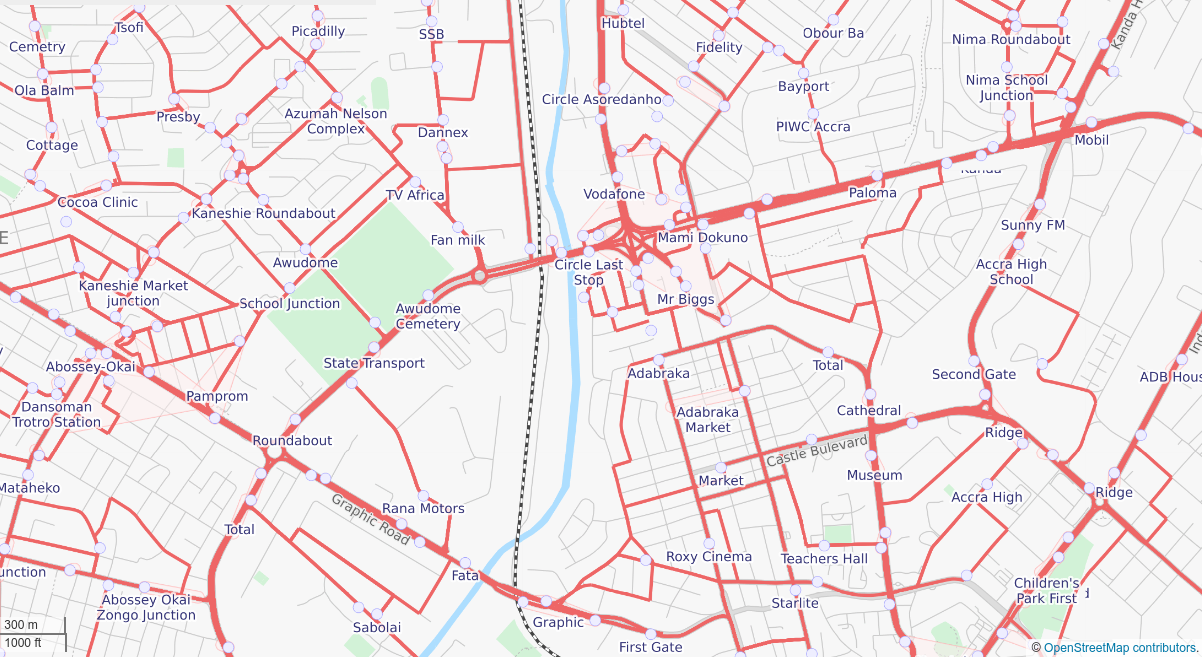 Tsofi
Picadilly
SSB
Hubtel
Obour Ba
Kanda H
Cemetry
Fidelity
Nima Roundabout
Ola Balm
Bayport
Nima School
Junction
Circle Asoredanho
Presby
Azumah Nelson
Complex
Dannex
PIWC Accra
Mobil
Cottage
Kanda
TV Africa
Vodafone
Paloma
Cocoa Clinic
Kaneshie Roundabout
Sunny FM
E
Fan milk
Mami Dokuno
Awudome
Circle Last
Stop
Accra High
School
Kaneshie Market
junction
School Junction
Mr Biggs
Awudome
Cemetery
Ind
Abossey-Okai
State Transport
Adabraka
Total
Second Gate
ADB Hous
Pamprom
Dansoman
Trotro Station
Adabraka
Market
Cathedral
Roundabout
Castle Bulevard
Ridge
Mataheko
Market
Museum
Accra High
Ridge
Graphic Road
Rana Motors
Total
Roxy Cinema
Teachers Hall
unction
Fata
Children's
Park First
d
Abossey Okai
Zongo Junction
Starlite
Sabolai
Graphic
First Gate
300 m
1000 ft
© OpenStreetMap contributors.